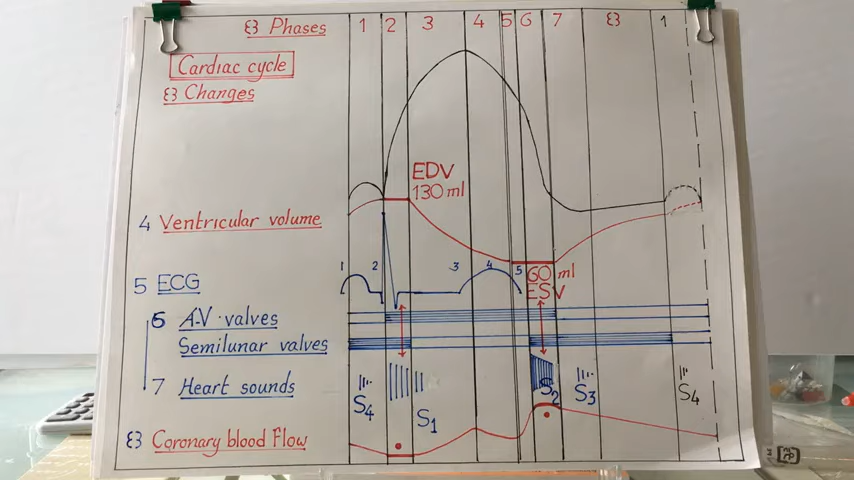 8 Phases 1 2 3 4 5 6 7 8 1
Cardiac cycle
8 Changes
EDV
130 ml
4 Ventricular volume
1 2 3 4 5
60 ml
ESV
5 ECG
6 A-V valves
Semilunar valves
7 Heart sounds
S4 S1 S2 S3 S4
8 Coronary blood Flow